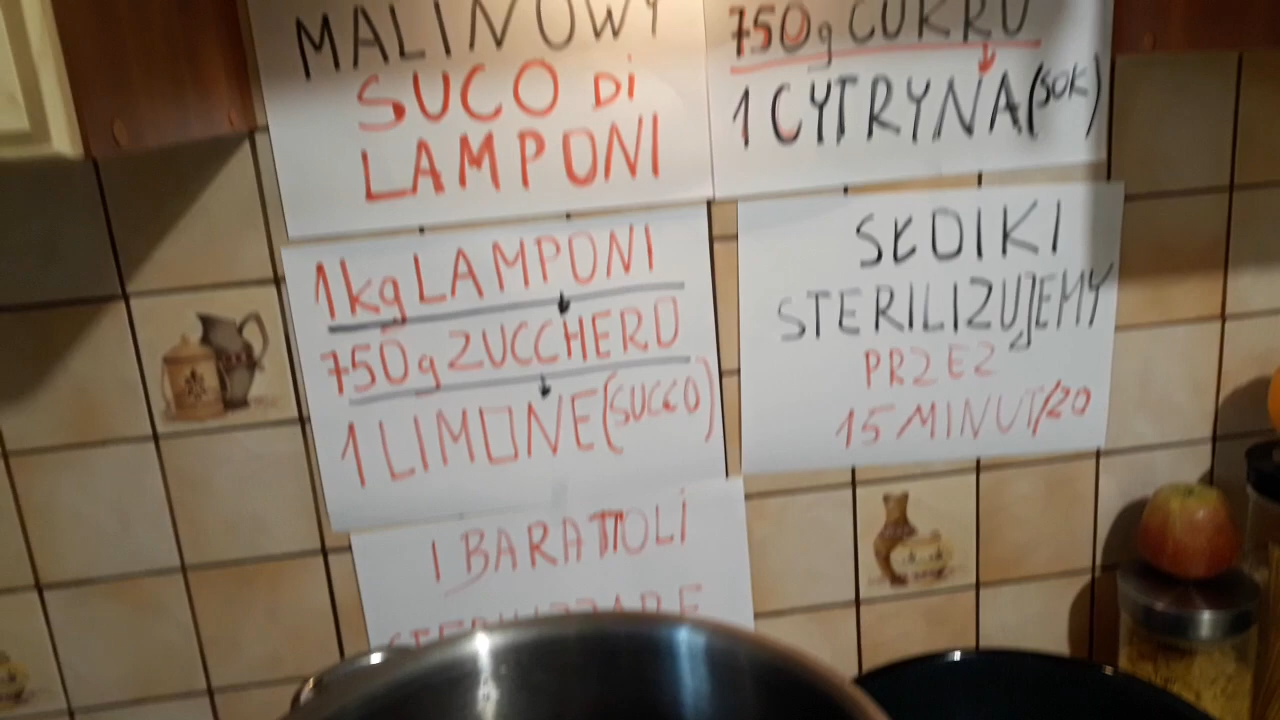 MALINOWY
SUCO Di
LAMPONI
750g CUKRU
1 CYTRYNA (SOK)
1kg LAMPONI
750g ZUCCHERO
1 LIMONE (SUCCO)
SŁOIKI
STERILIZUJEMY
PRZEZ
15 MINUT/20
I BARATTOLI
STERILIZZARE